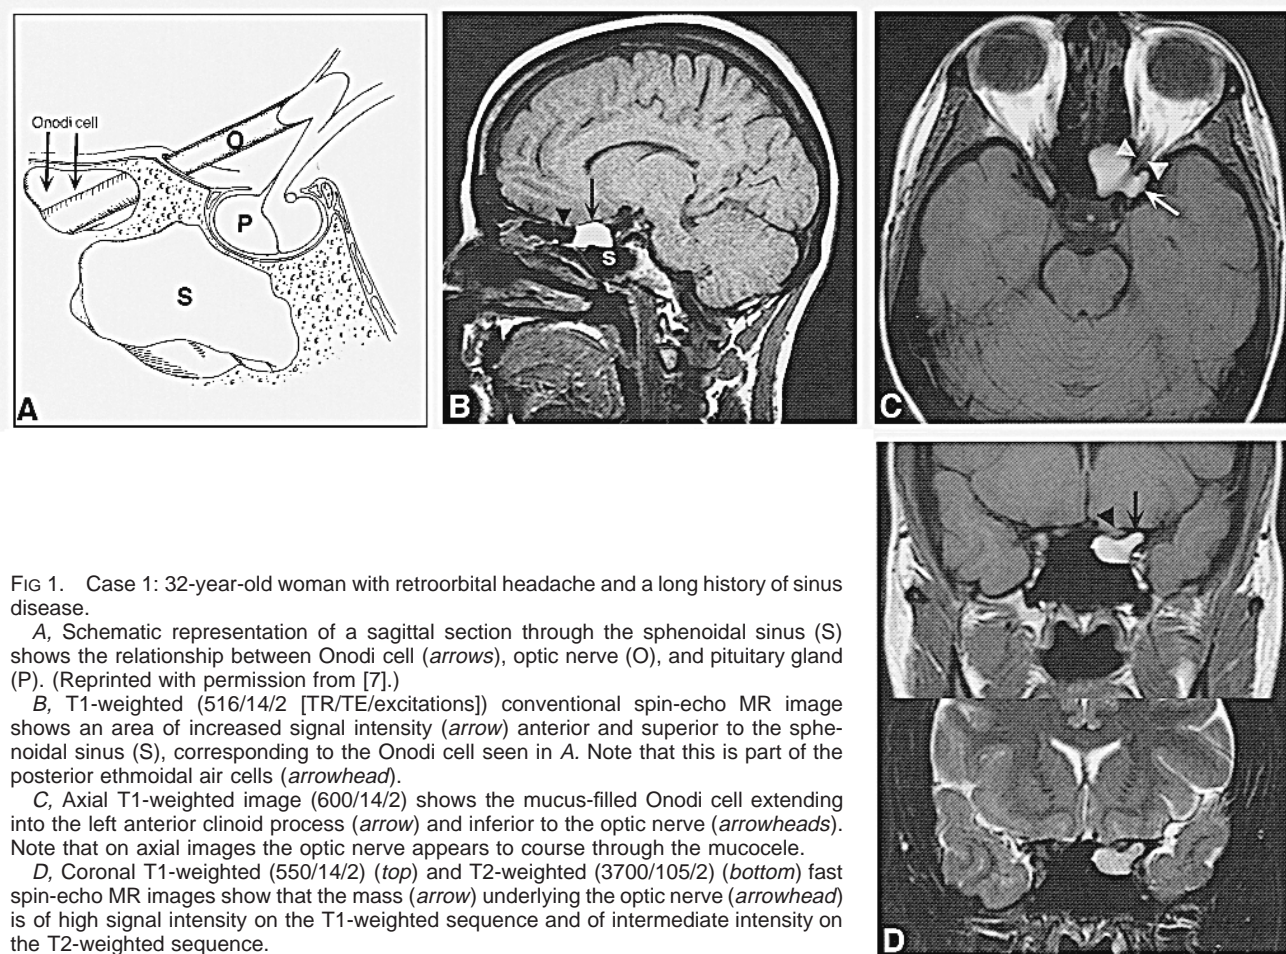 Onodi cell
O
P
S
A
S
B
C
D
FIG 1. Case 1: 32-year-old woman with retroorbital headache and a long history of sinus
disease.
A, Schematic representation of a sagittal section through the sphenoidal sinus (S)
shows the relationship between Onodi cell (arrows), optic nerve (O), and pituitary gland
(P). (Reprinted with permission from [7].)
B, T1-weighted (516/14/2 [TR/TE/excitations]) conventional spin-echo MR image
shows an area of increased signal intensity (arrow) anterior and superior to the sphe-
noidal sinus (S), corresponding to the Onodi cell seen in A. Note that this is part of the
posterior ethmoidal air cells (arrowhead).
C, Axial T1-weighted image (600/14/2) shows the mucus-filled Onodi cell extending
into the left anterior clinoid process (arrow) and inferior to the optic nerve (arrowheads).
Note that on axial images the optic nerve appears to course through the mucocele.
D, Coronal T1-weighted (550/14/2) (top) and T2-weighted (3700/105/2) (bottom) fast
spin-echo MR images show that the mass (arrow) underlying the optic nerve (arrowhead)
is of high signal intensity on the T1-weighted sequence and of intermediate intensity on
the T2-weighted sequence.